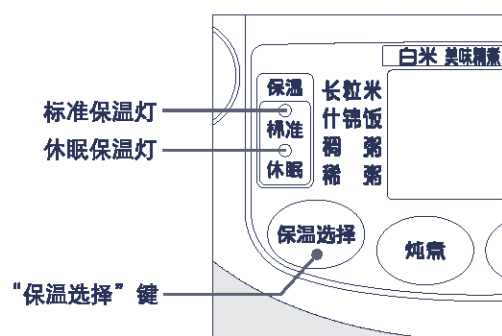 白米 美味精煮
保温
标准
休眠
长粒米
什锦饭
稠 粥
稀 粥
标准保温灯
休眠保温灯
保温选择
炖煮
“保温选择”键